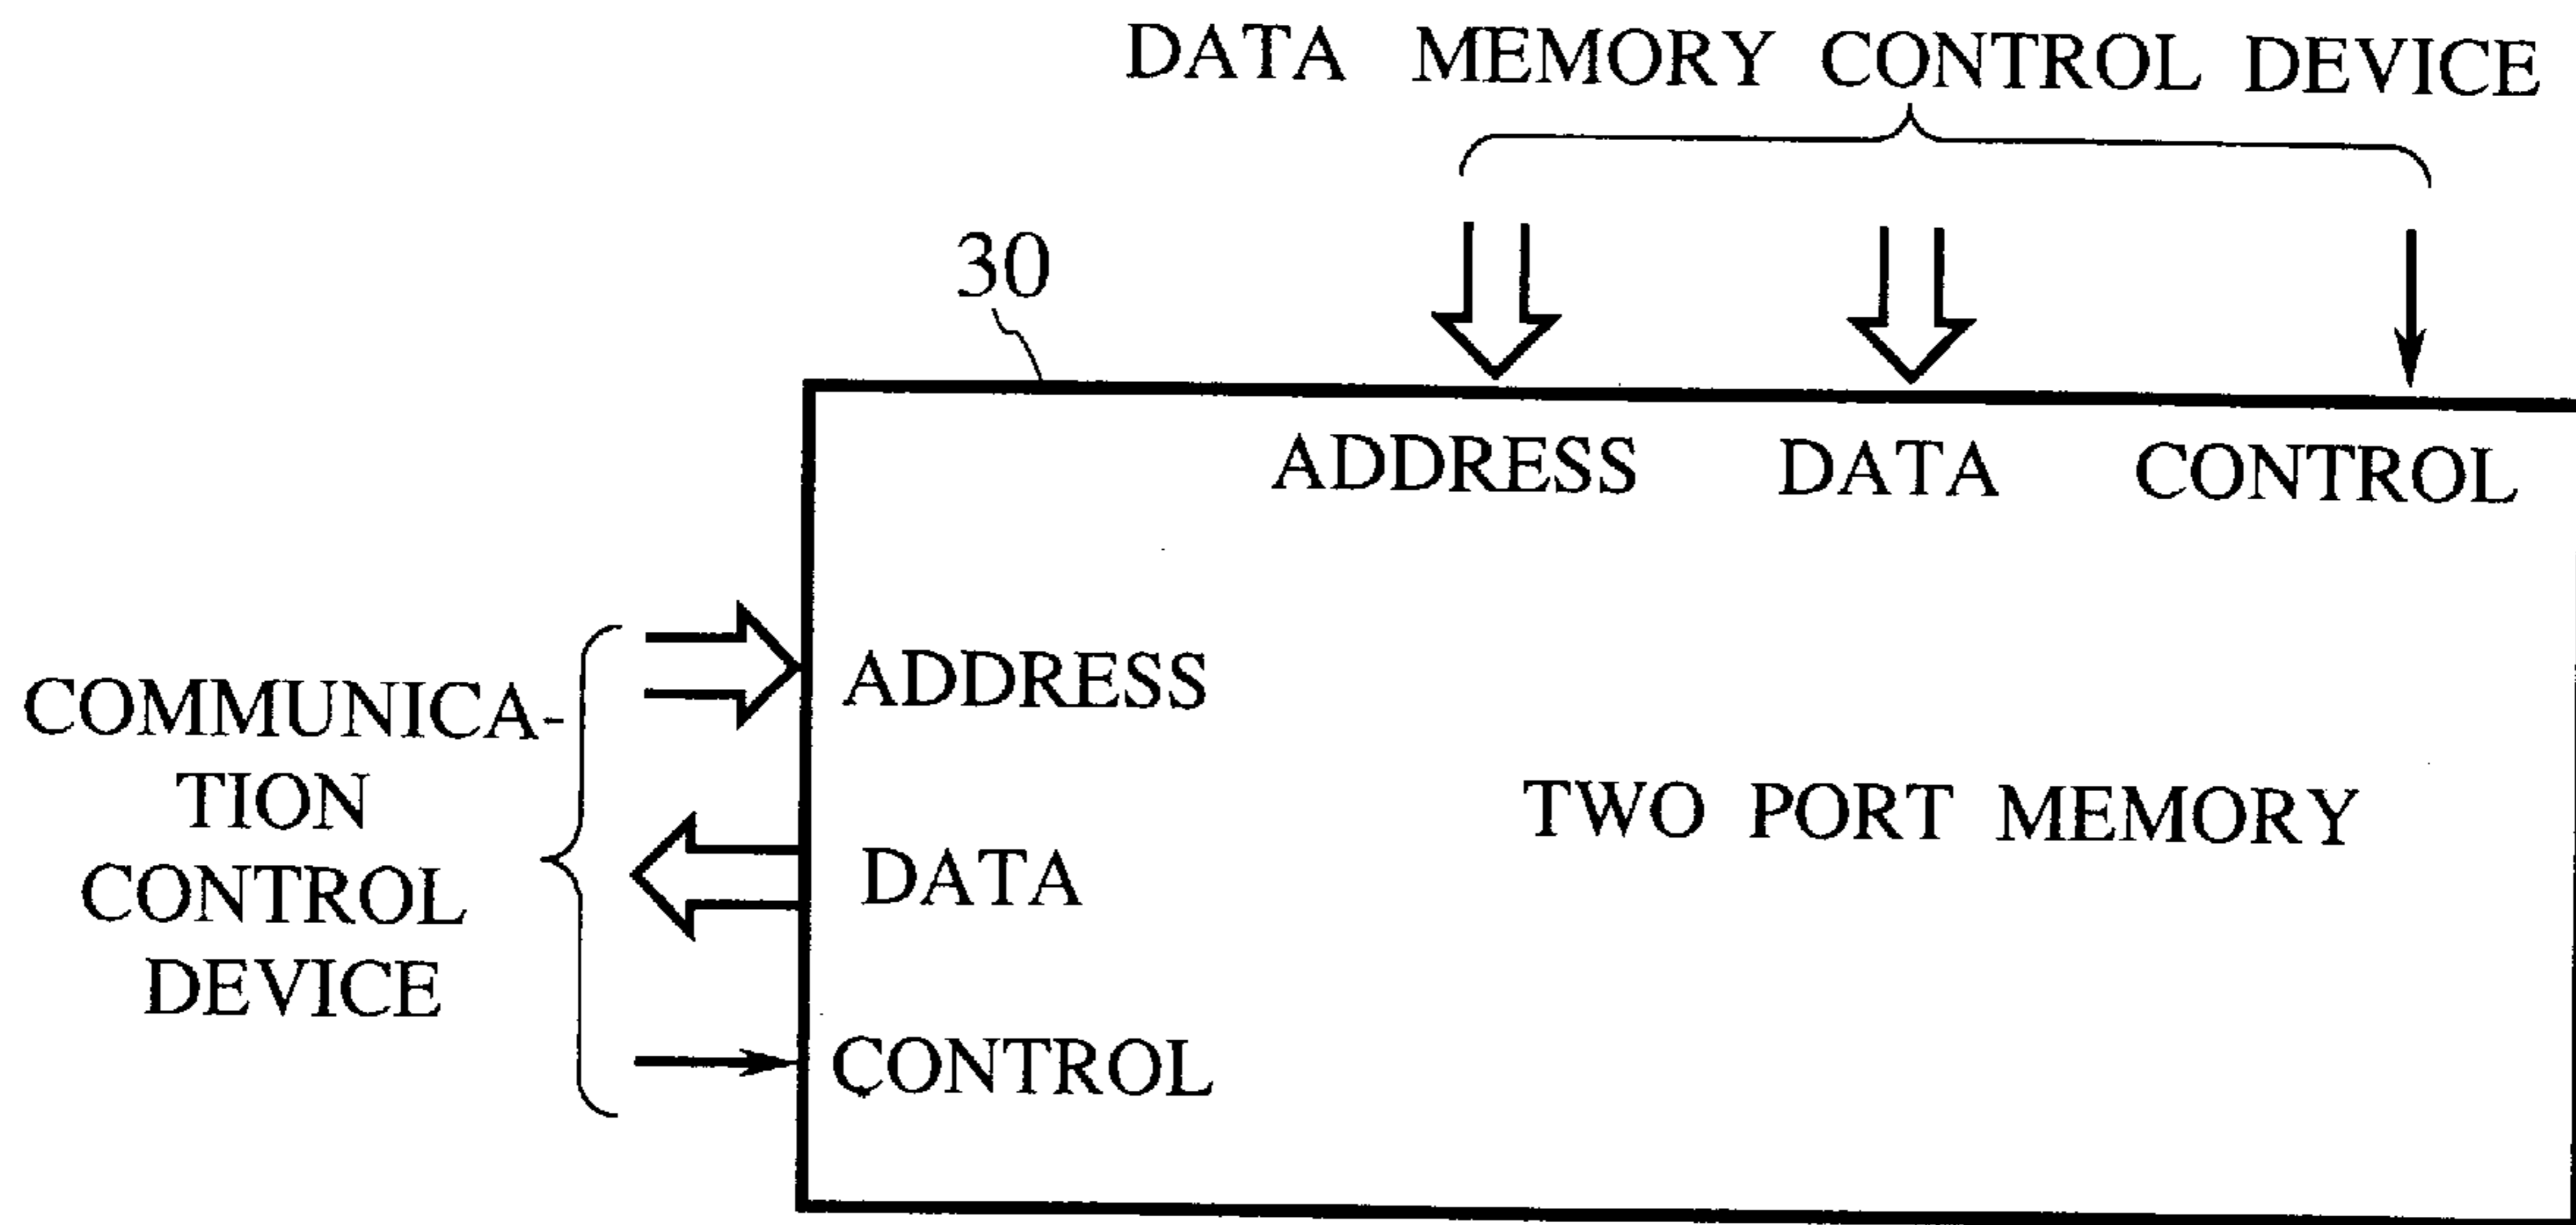 DATA MEMORY CONTROL DEVICE
30
ADDRESS DATA CONTROL
COMMUNICA-
TION
CONTROL
DEVICE
ADDRESS
DATA
CONTROL
TWO PORT MEMORY